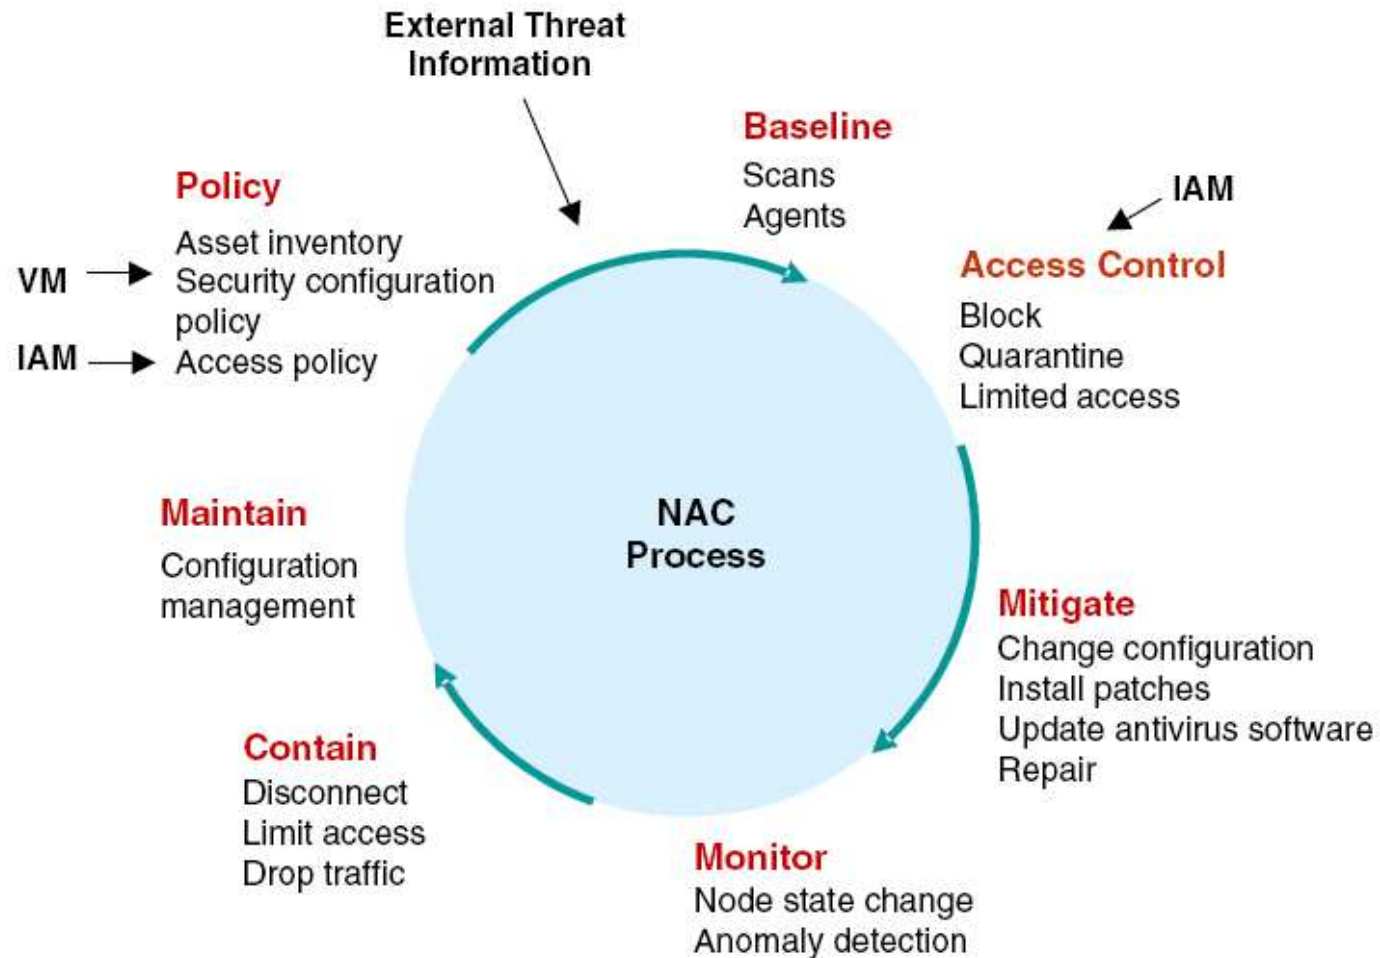 External Threat
Information
Baseline
Scans
Agents
IAM
Access Control
Block
Quarantine
Limited access
Policy
Asset inventory
Security configuration
policy
Access policy
VM
IAM
NAC
Process
Maintain
Configuration
management
Mitigate
Change configuration
Install patches
Update antivirus software
Repair
Contain
Disconnect
Limit access
Drop traffic
Monitor
Node state change
Anomaly detection